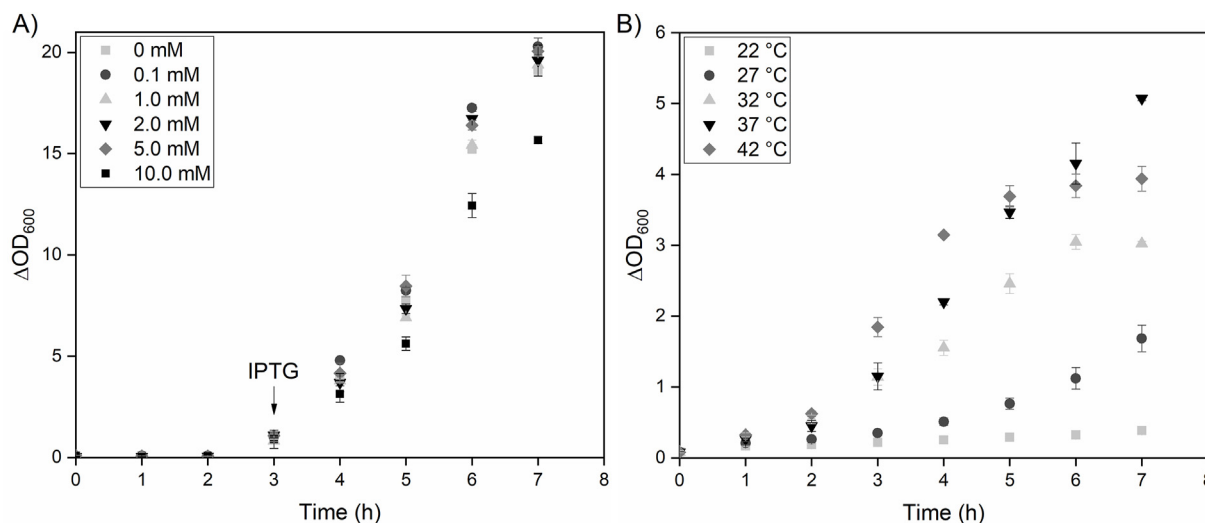 A)
0 mM
0.1 mM
1.0 mM
2.0 mM
5.0 mM
10.0 mM
IPTG
20
15
10
5
0
ΔOD600
0 1 2 3 4 5 6 7 8
Time (h)
B)
22 °C
27 °C
32 °C
37 °C
42 °C
6
5
4
3
2
1
0
ΔOD600
0 1 2 3 4 5 6 7 8
Time (h)